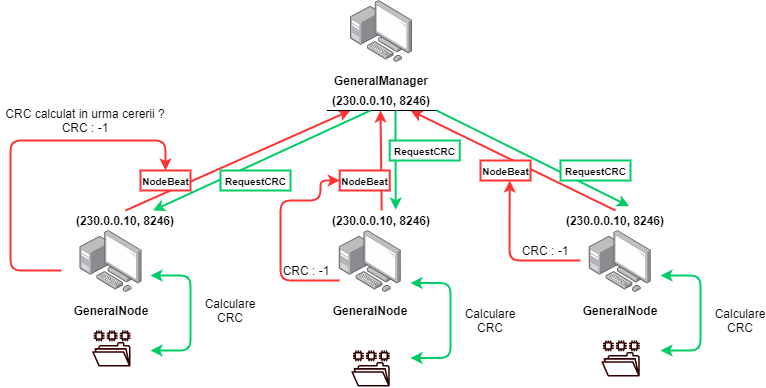 GeneralManager
(230.0.0.10, 8246)
CRC calculat in urma cererii ?
CRC : -1
NodeBeat
RequestCRC
RequestCRC
NodeBeat
NodeBeat
RequestCRC
(230.0.0.10, 8246)
(230.0.0.10, 8246)
(230.0.0.10, 8246)
CRC : -1
CRC : -1
GeneralNode
GeneralNode
GeneralNode
Calculare
CRC
Calculare
CRC
Calculare
CRC